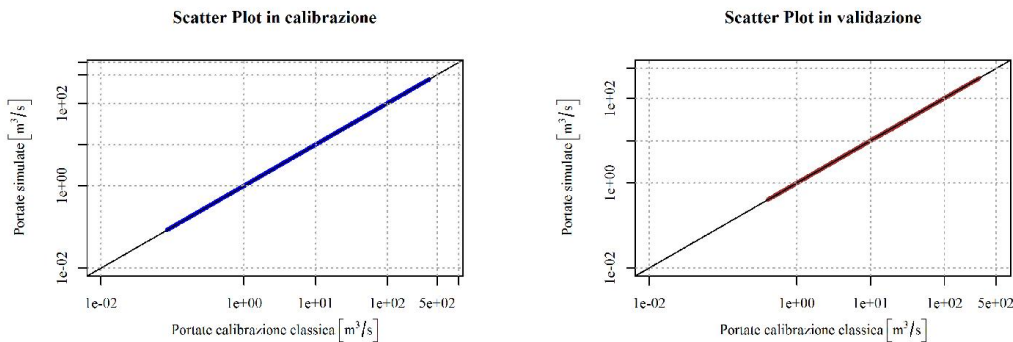 Scatter Plot in calibrazione
Portate simulate [m³/s]
1e+02
1e+00
1e-02
1e-02 1e+00 1e+01 1e+02 5e+02
Portate calibrazione classica [m³/s]
Scatter Plot in validazione
Portate simulate [m³/s]
1e+02
1e+00
1e-02
1e-02 1e+00 1e+01 1e+02 5e+02
Portate calibrazione classica [m³/s]